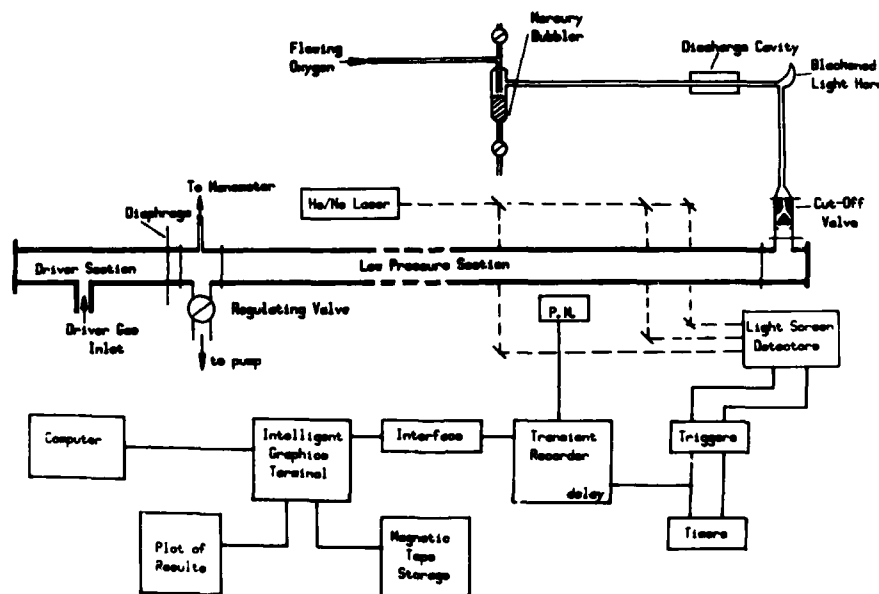 Mercury
Bubbler
Flowing
Oxygen
Discharge Cavity
Blackened
Light Horn
To Manometer
Diaphragm
He/Ne Laser
Cut-Off
Valve
Driver Section
Low Pressure Section
Driver Gas
Inlet
Regulating Valve
to pump
P.M.
Light Screen
Detectors
Computer
Intelligent
Graphics
Terminal
Interface
Transient
Recorder
delay
Triggers
Timers
Plot of
Results
Magnetic
Tape
Storage